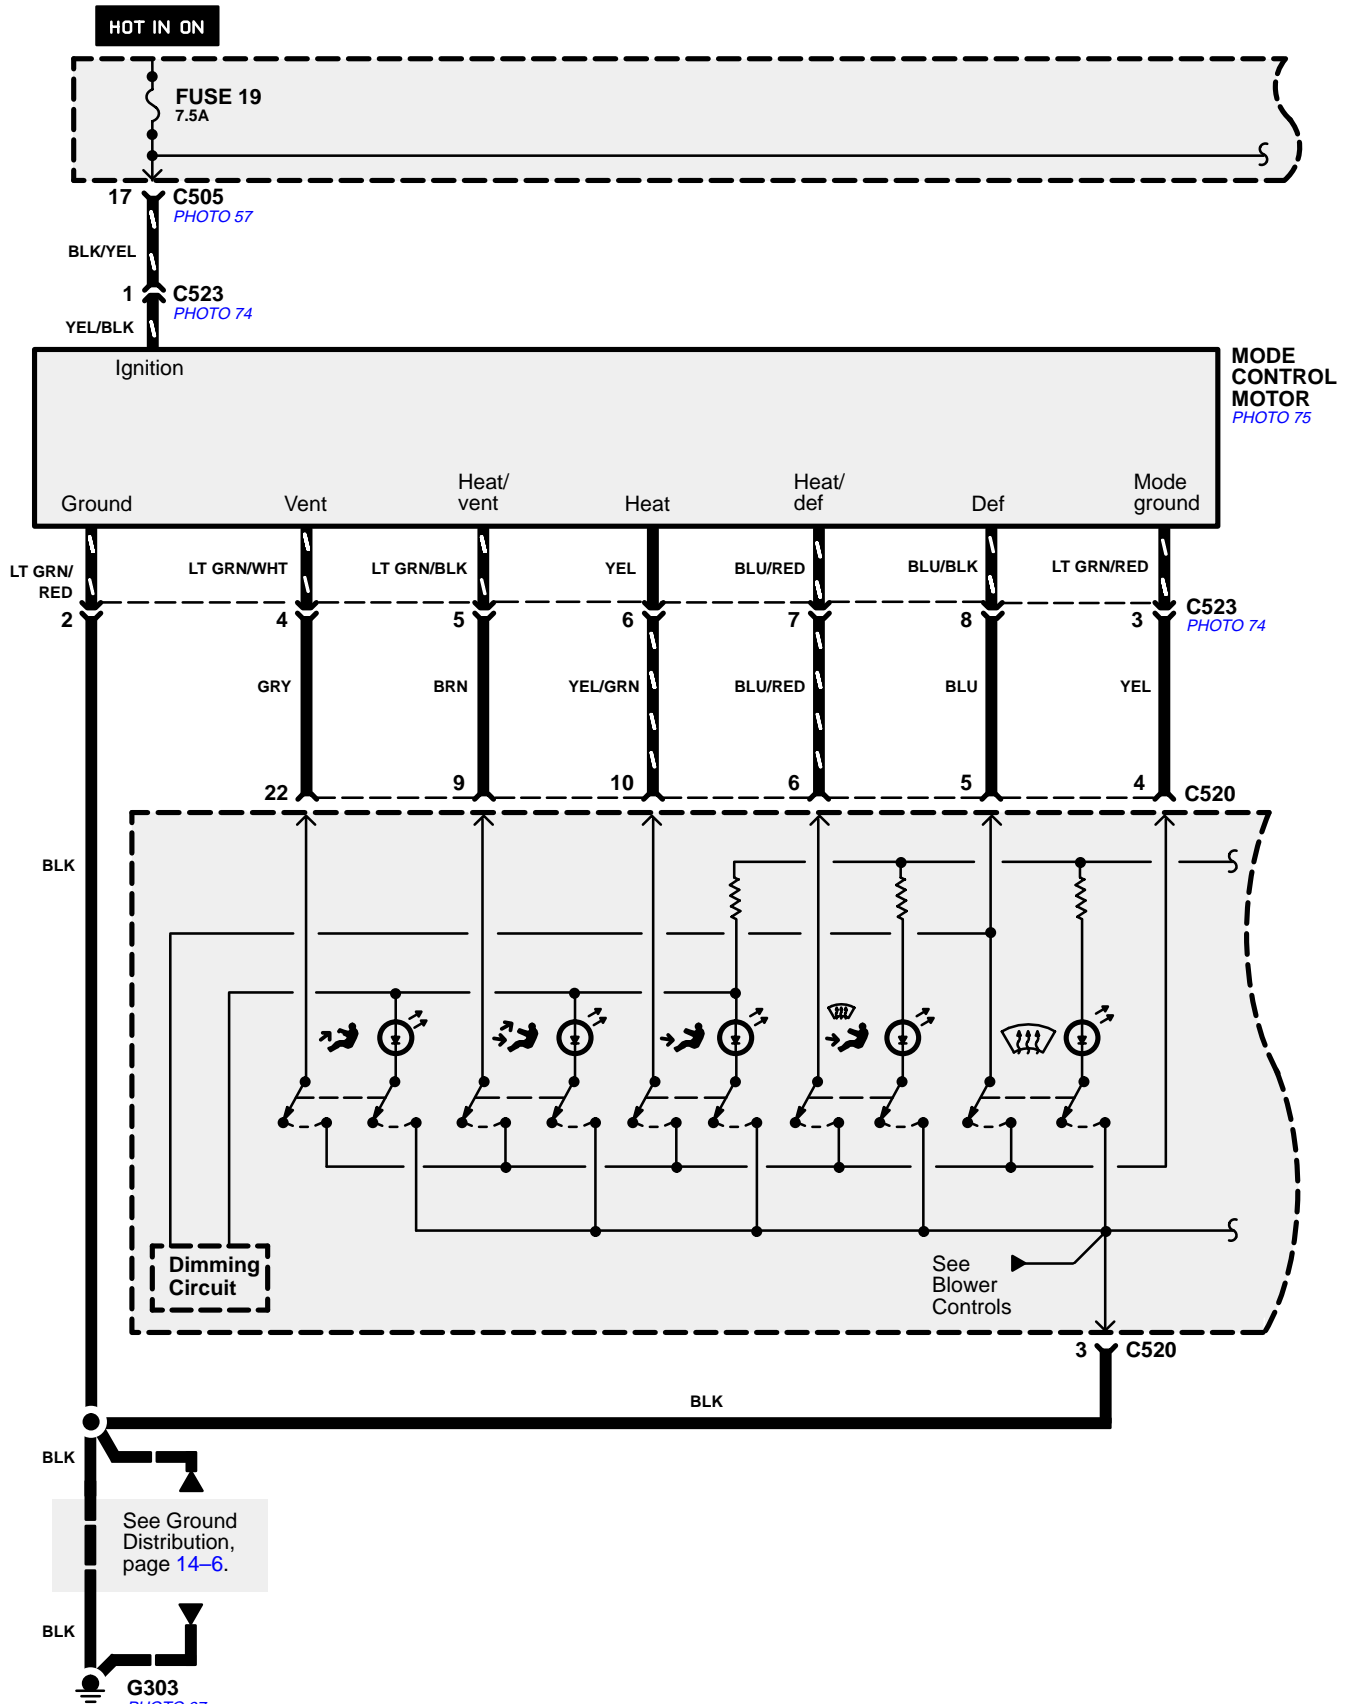 HOT IN ON
FUSE 19
7.5A
17
C505
PHOTO 57
BLK/YEL
1
C523
PHOTO 74
YEL/BLK
Ignition
MODE
CONTROL
MOTOR
PHOTO 75
Ground
Vent
Heat/
vent
Heat
Heat/
def
Def
Mode
ground
LT GRN/
RED
LT GRN/WHT
LT GRN/BLK
YEL
BLU/RED
BLU/BLK
LT GRN/RED
2
4
5
6
7
8
3
C523
PHOTO 74
GRY
BRN
YEL/GRN
BLU/RED
BLU
YEL
22
9
10
6
5
4
C520
BLK
Dimming
Circuit
See
Blower
Controls
3
C520
BLK
BLK
See Ground
Distribution,
page 14–6.
BLK
G303